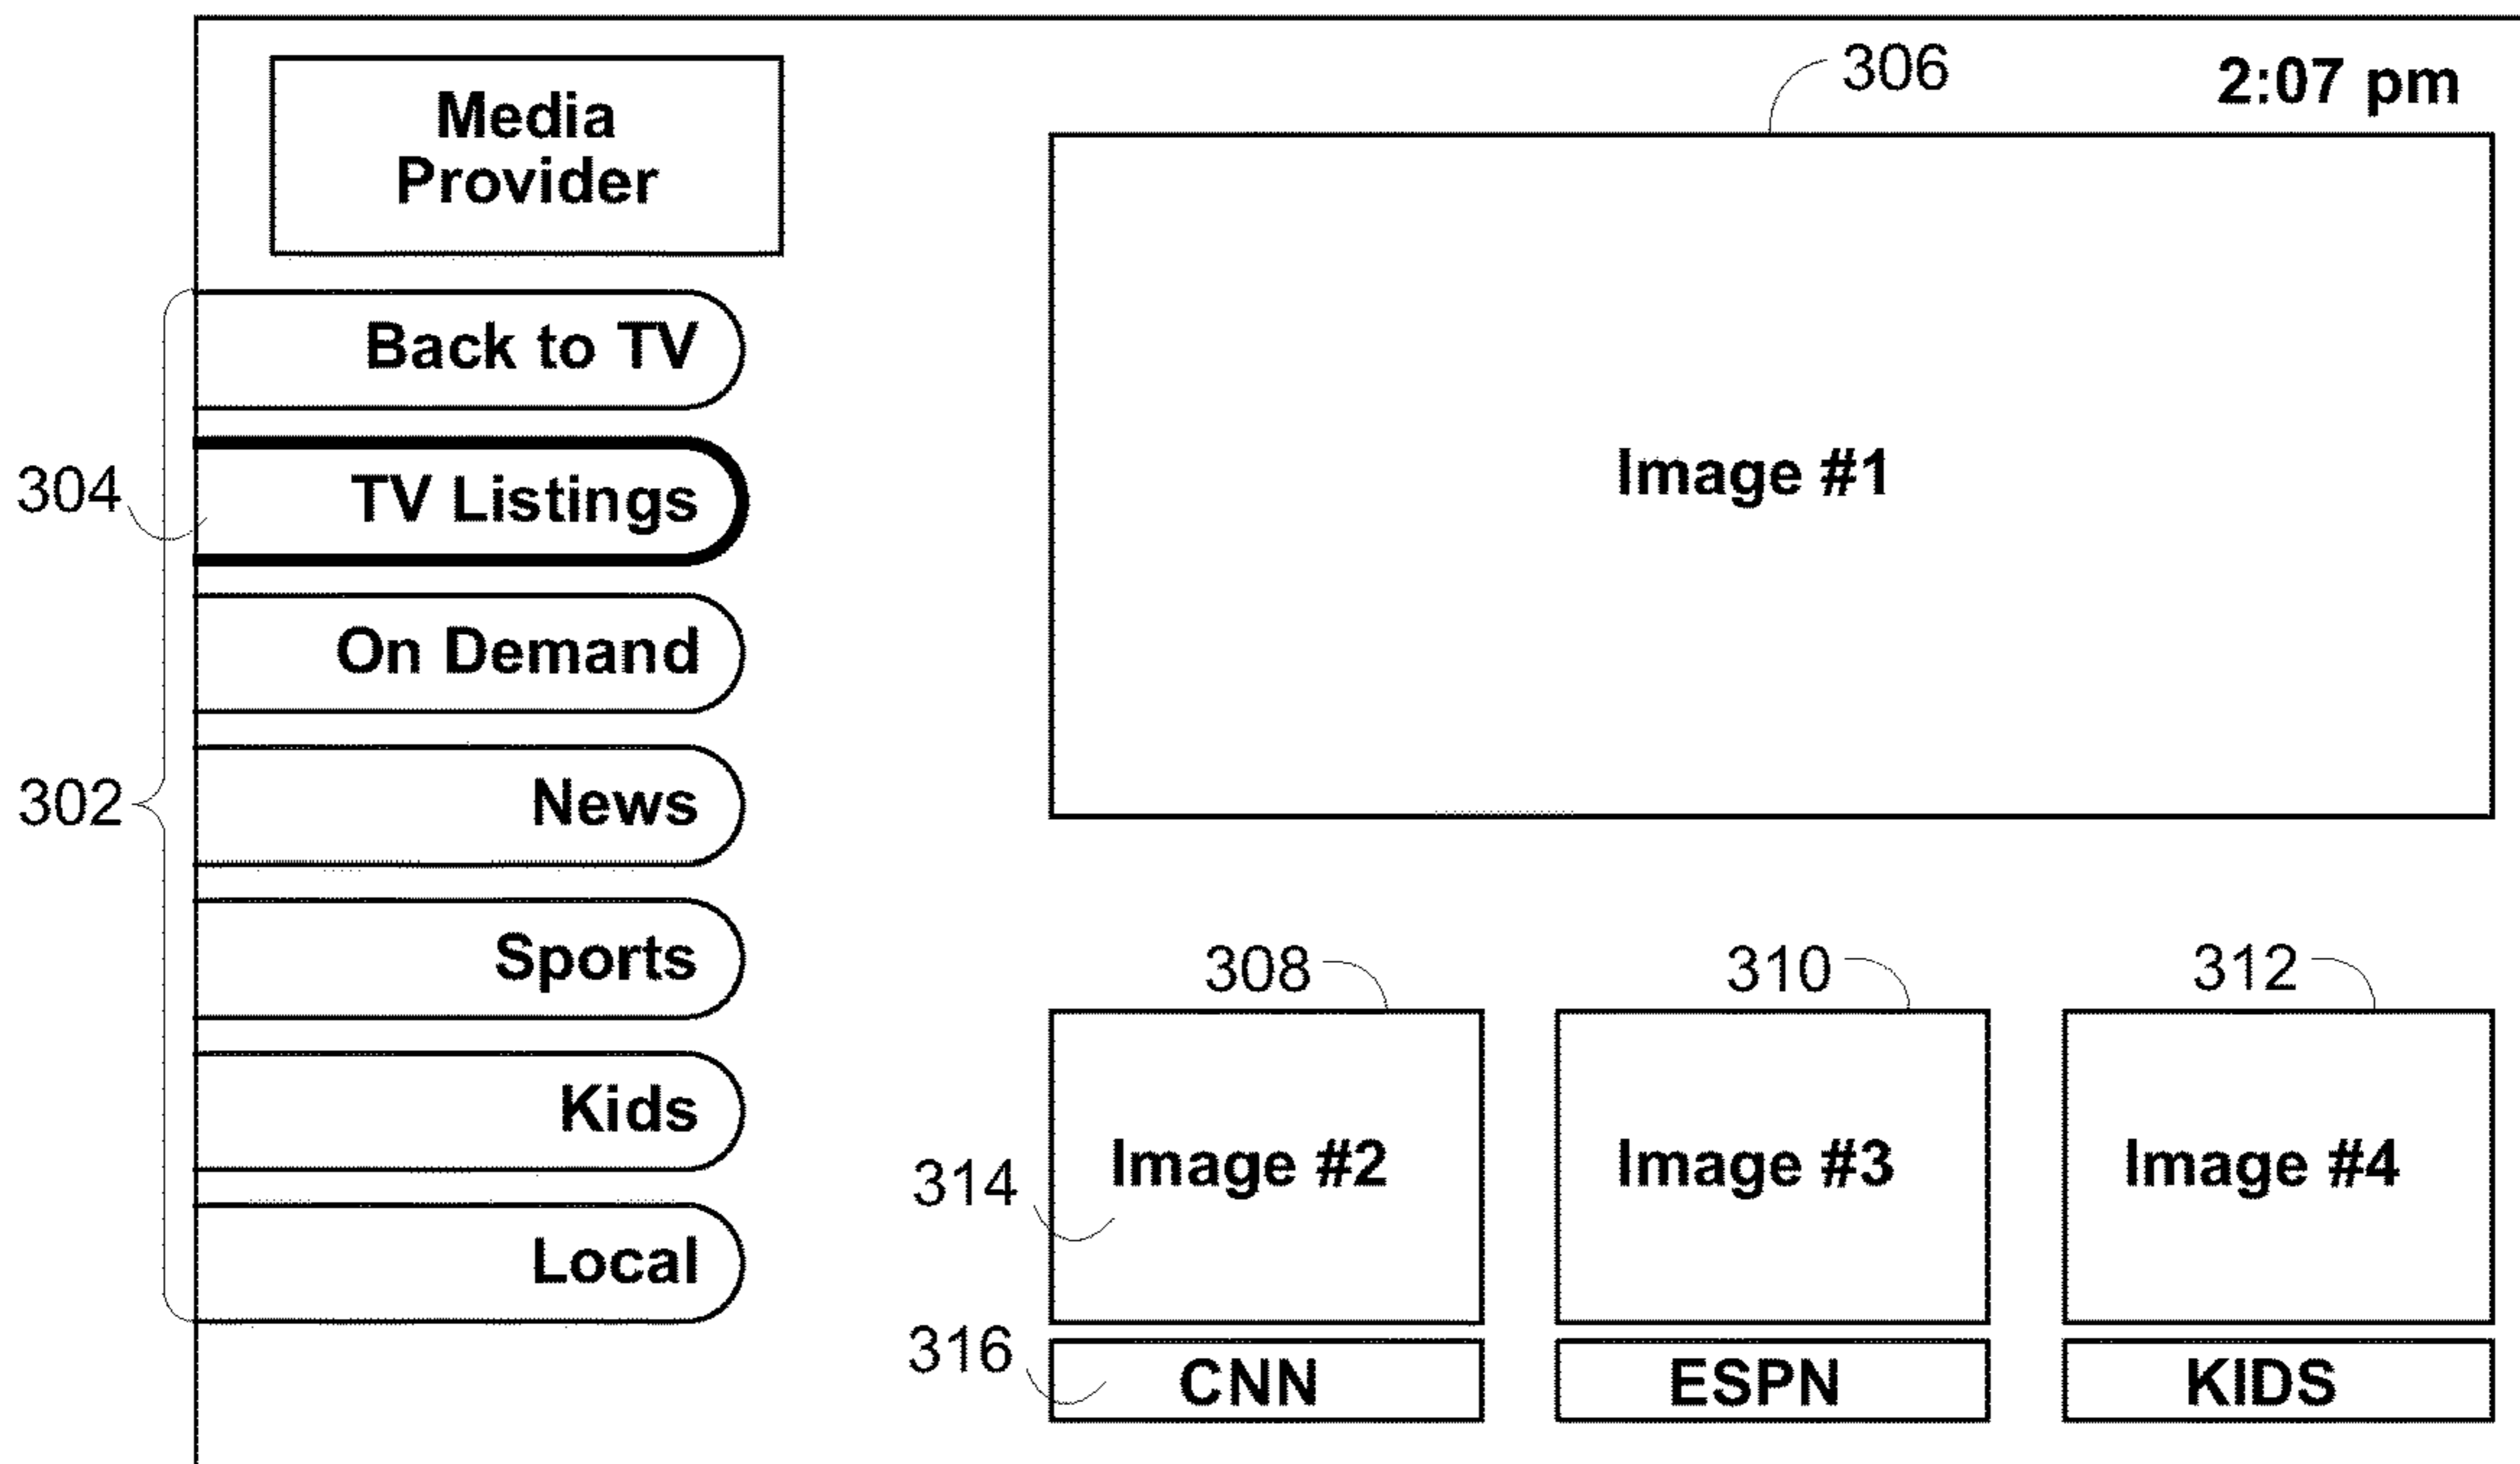 306
2:07 pm
Media
Provider
Back to TV
304
TV Listings
Image #1
On Demand
302
News
Sports
308
310
312
Kids
314
Image #2
Image #3
Image #4
Local
316
CNN
ESPN
KIDS